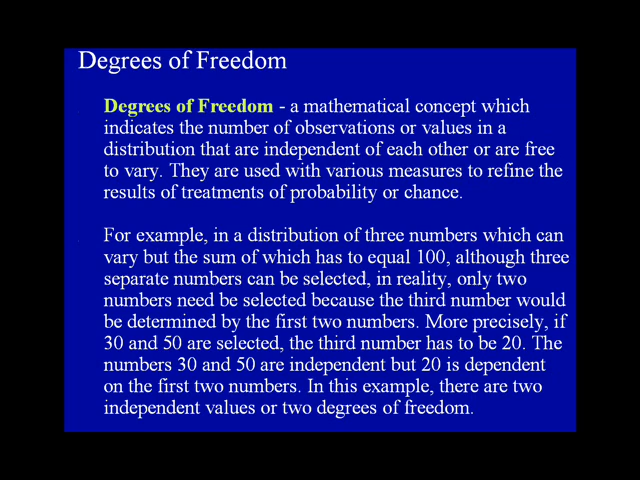 Degrees of Freedom
Degrees of Freedom - a mathematical concept which
indicates the number of observations or values in a
distribution that are independent of each other or are free
to vary. They are used with various measures to refine the
results of treatments of probability or chance.
For example, in a distribution of three numbers which can
vary but the sum of which has to equal 100, although three
separate numbers can be selected, in reality, only two
numbers need be selected because the third number would
be determined by the first two numbers. More precisely, if
30 and 50 are selected, the third number has to be 20. The
numbers 30 and 50 are independent but 20 is dependent
on the first two numbers. In this example, there are two
independent values or two degrees of freedom.